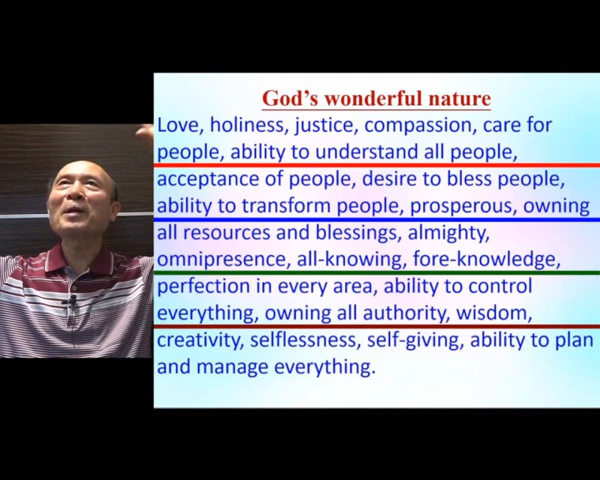 God's wonderful nature
Love, holiness, justice, compassion, care for
people, ability to understand all people,
acceptance of people, desire to bless people,
ability to transform people, prosperous, owning
all resources and blessings, almighty,
omnipresence, all-knowing, fore-knowledge,
perfection in every area, ability to control
everything, owning all authority, wisdom,
creativity, selflessness, self-giving, ability to plan
and manage everything.